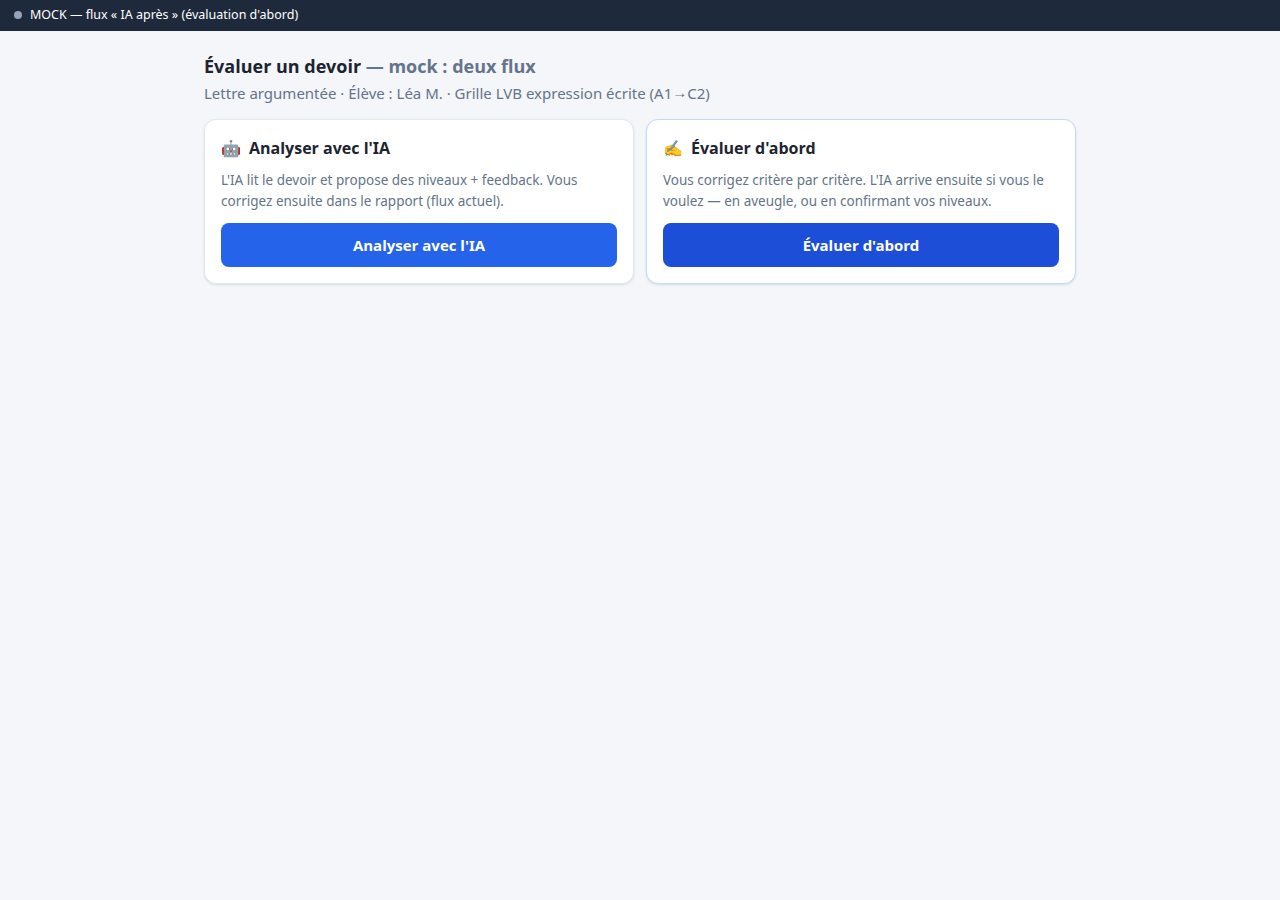 MOCK — flux « IA après » (évaluation d'abord)
Évaluer un devoir — mock : deux flux
Lettre argumentée · Élève : Léa M. · Grille LVB expression écrite (A1→C2)
🤖 Analyser avec l'IA
L'IA lit le devoir et propose des niveaux + feedback. Vous
corrigez ensuite dans le rapport (flux actuel).
Analyser avec l'IA
✍️ Évaluer d'abord
Vous corrigez critère par critère. L'IA arrive ensuite si vous le
voulez — en aveugle, ou en confirmant vos niveaux.
Évaluer d'abord